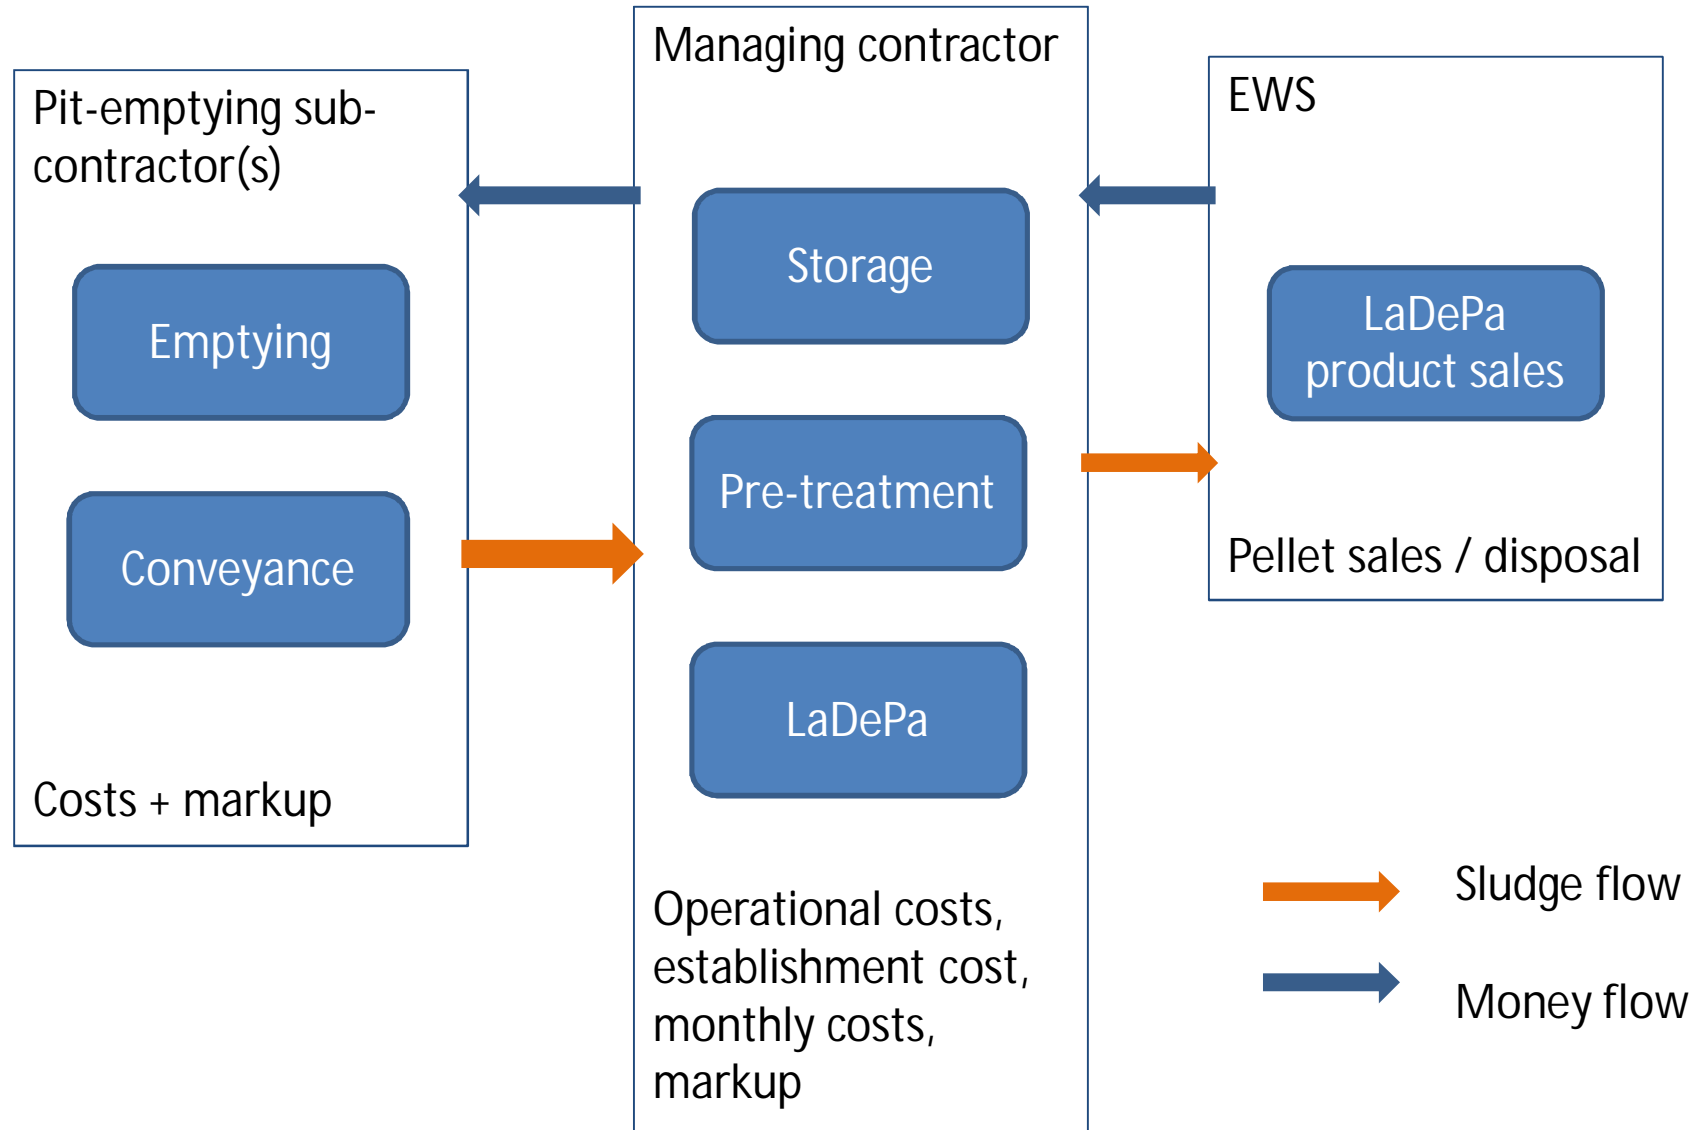 Pit-emptying sub-
contractor(s)
Emptying
Conveyance
Costs + markup
Managing contractor
Storage
Pre-treatment
LaDePa
Operational costs,
establishment cost,
monthly costs,
markup
EWS
LaDePa
product sales
Pellet sales / disposal
Sludge flow
Money flow